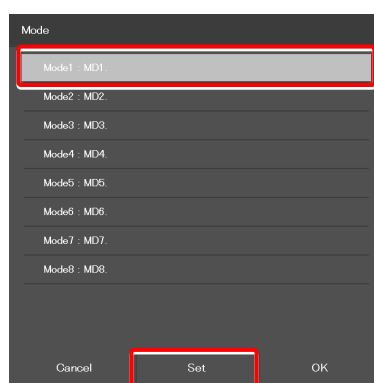 Mode
Mode1 : MD1.
Mode2 : MD2.
Mode3 : MD3.
Mode4 : MD4.
Mode5 : MD5.
Mode6 : MD6.
Mode7 : MD7.
Mode8 : MD8.
Cancel Set OK